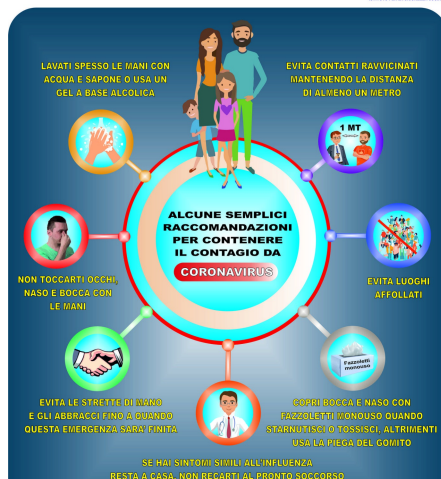 LAVATI SPESSO LE MANI CON
ACQUA E SAPONE O USA UN
GEL A BASE ALCOLICA
EVITA CONTATTI RAVVICINATI
MANTENENDO LA DISTANZA
DI ALMENO UN METRO
1 MT
ALCUNE SEMPLICI
RACCOMANDAZIONI
PER CONTENERE
IL CONTAGIO DA
CORONAVIRUS
NON TOCCARTI OCCHI,
NASO E BOCCA CON
LE MANI
EVITA LUOGHI
AFFOLLATI
Fazzoletti
monouso
EVITA LE STRETTE DI MANO
E GLI ABBRACCI FINO A QUANDO
QUESTA EMERGENZA SARA' FINITA
COPRI BOCCA E NASO CON
FAZZOLETTI MONOUSO QUANDO
STARNUTISCI O TOSSISCI, ALTRIMENTI
USA LA PIEGA DEL GOMITO
SE HAI SINTOMI SIMILI ALL'INFLUENZA
RESTA A CASA, NON RECARTI AL PRONTO SOCCORSO